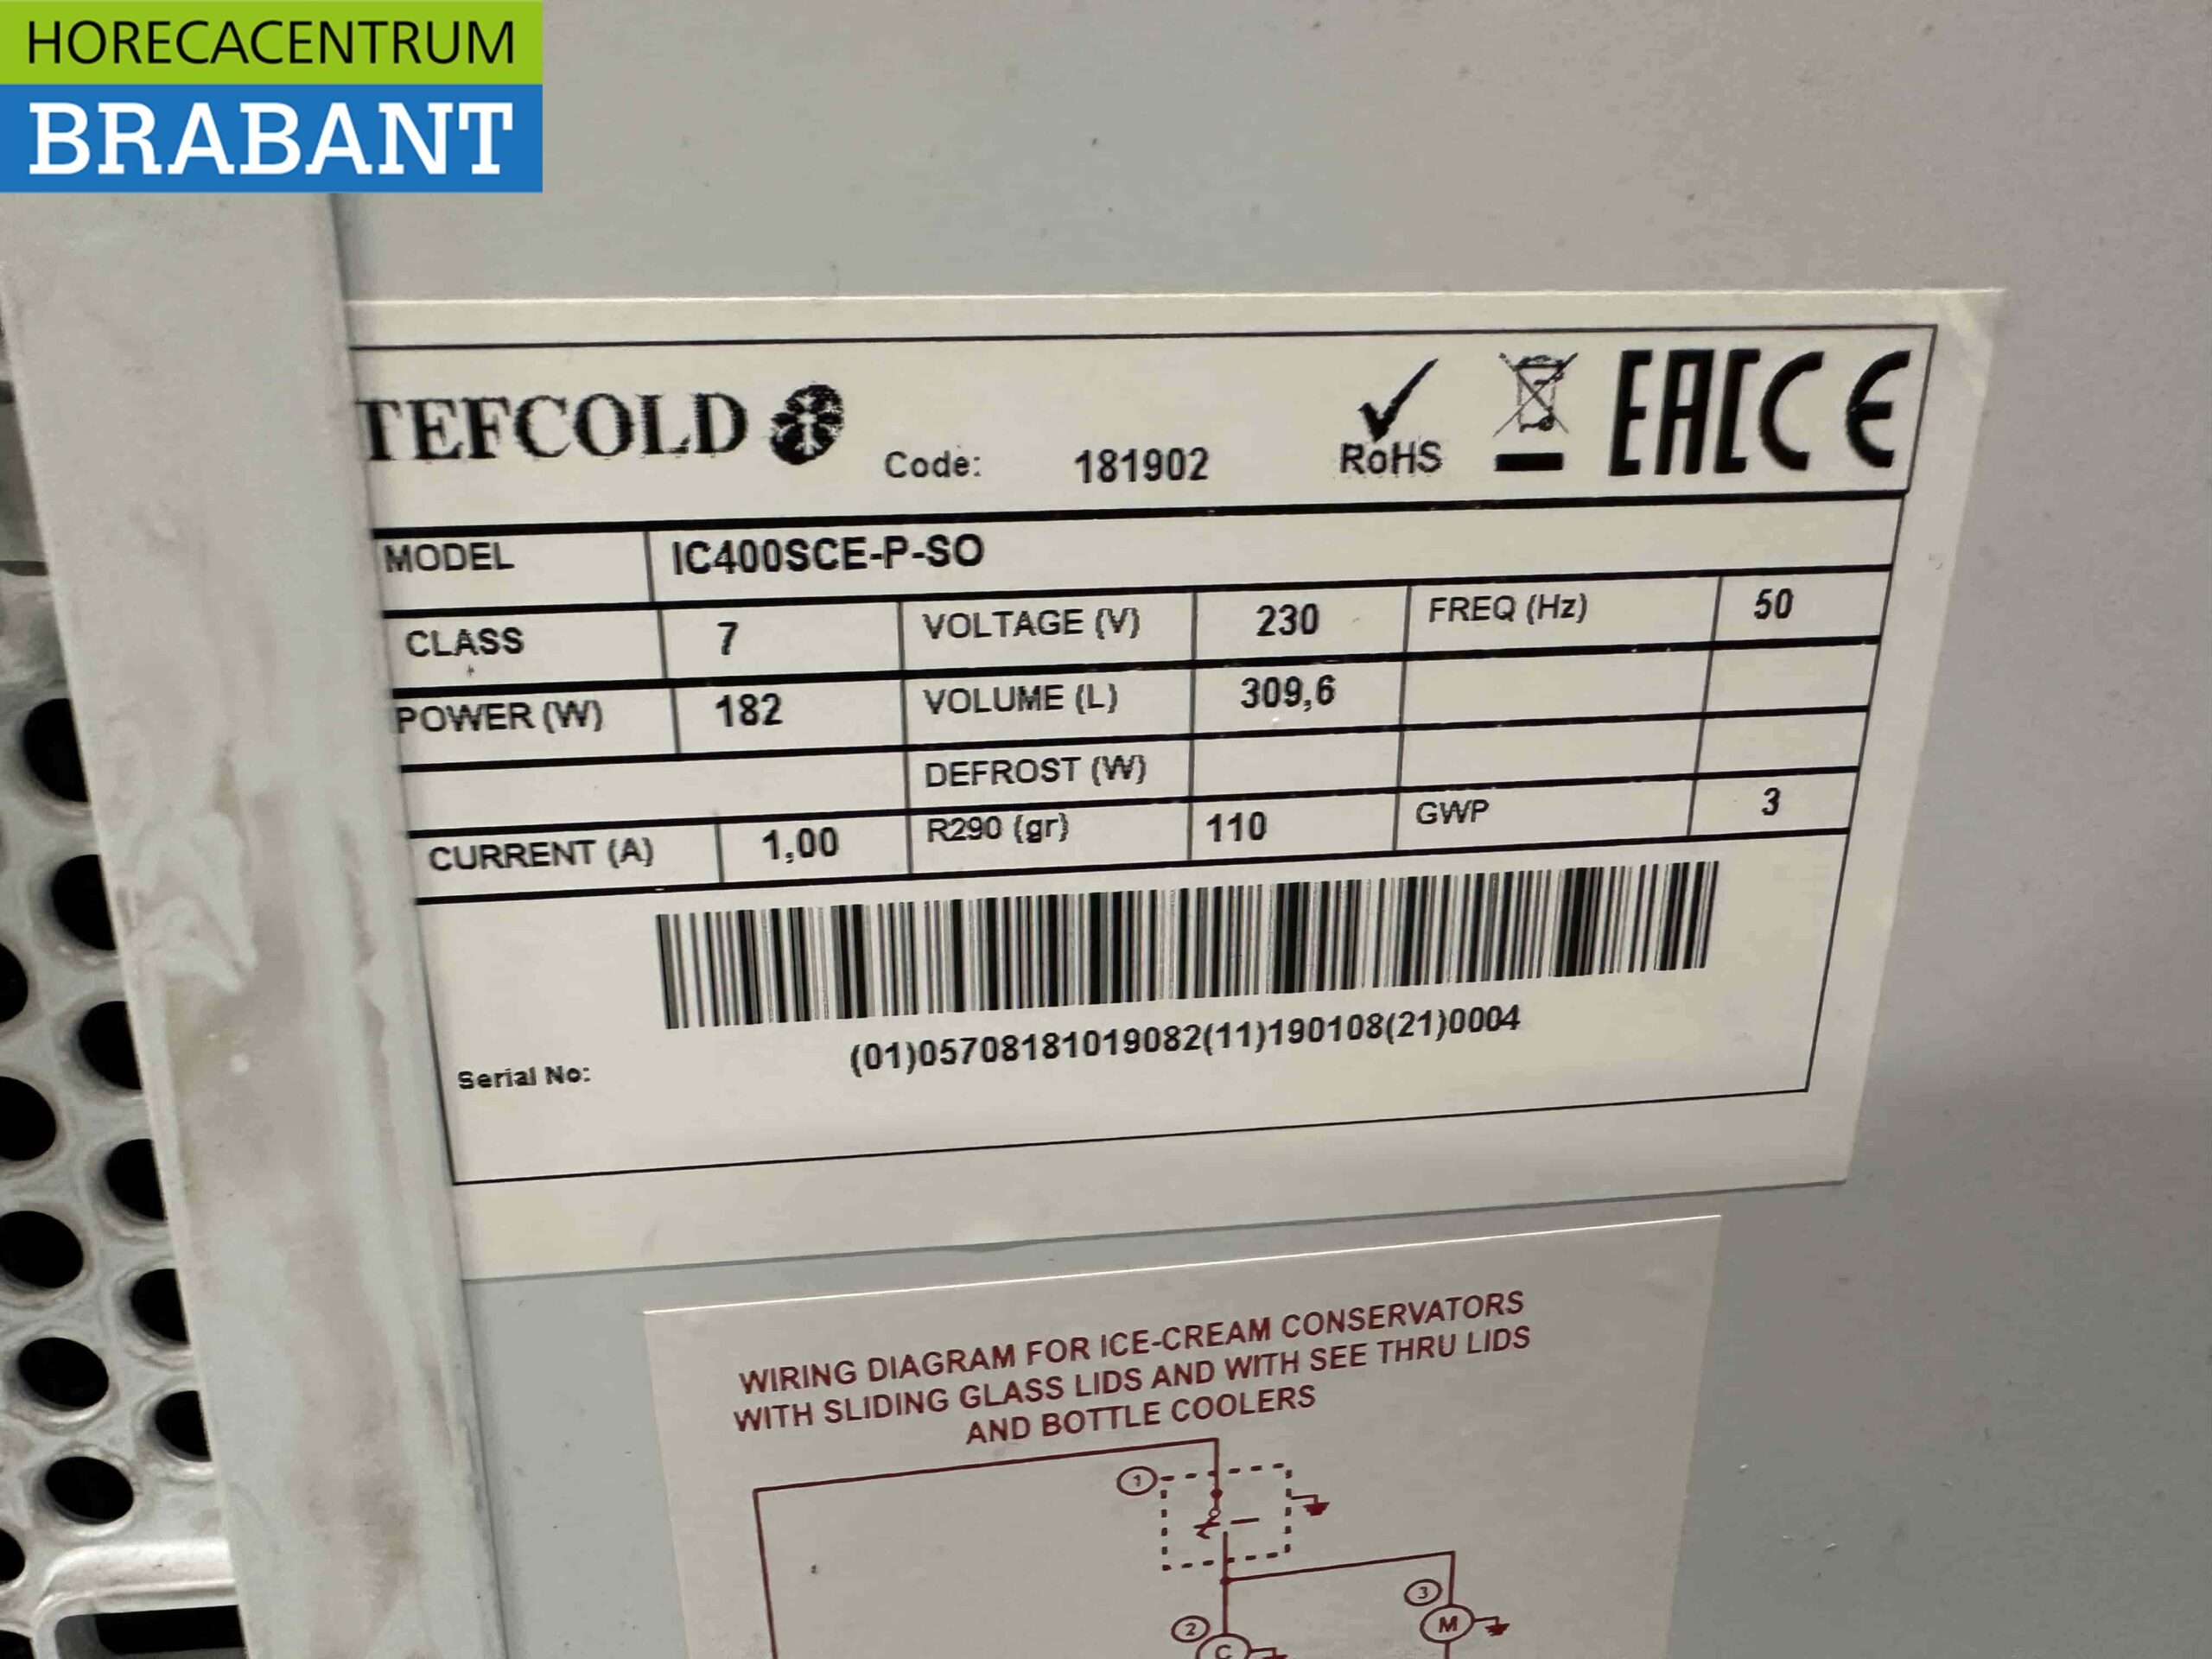 HORECACENTRUM
BRABANT
TEFCOLD Code: 181902 RoHS EAC CE
MODEL IC400SCE-P-SO
CLASS 7 VOLTAGE (V) 230 FREQ (Hz) 50
POWER (W) 182 VOLUME (L) 309,6
DEFROST (W)
CURRENT (A) 1,00 R290 (gr) 110 GWP 3
(01)05708181019082(11)190108(21)0004
Serial No:
WIRING DIAGRAM FOR ICE-CREAM CONSERVATORS
WITH SLIDING GLASS LIDS AND WITH SEE THRU LIDS
AND BOTTLE COOLERS
1
3
M
2
C